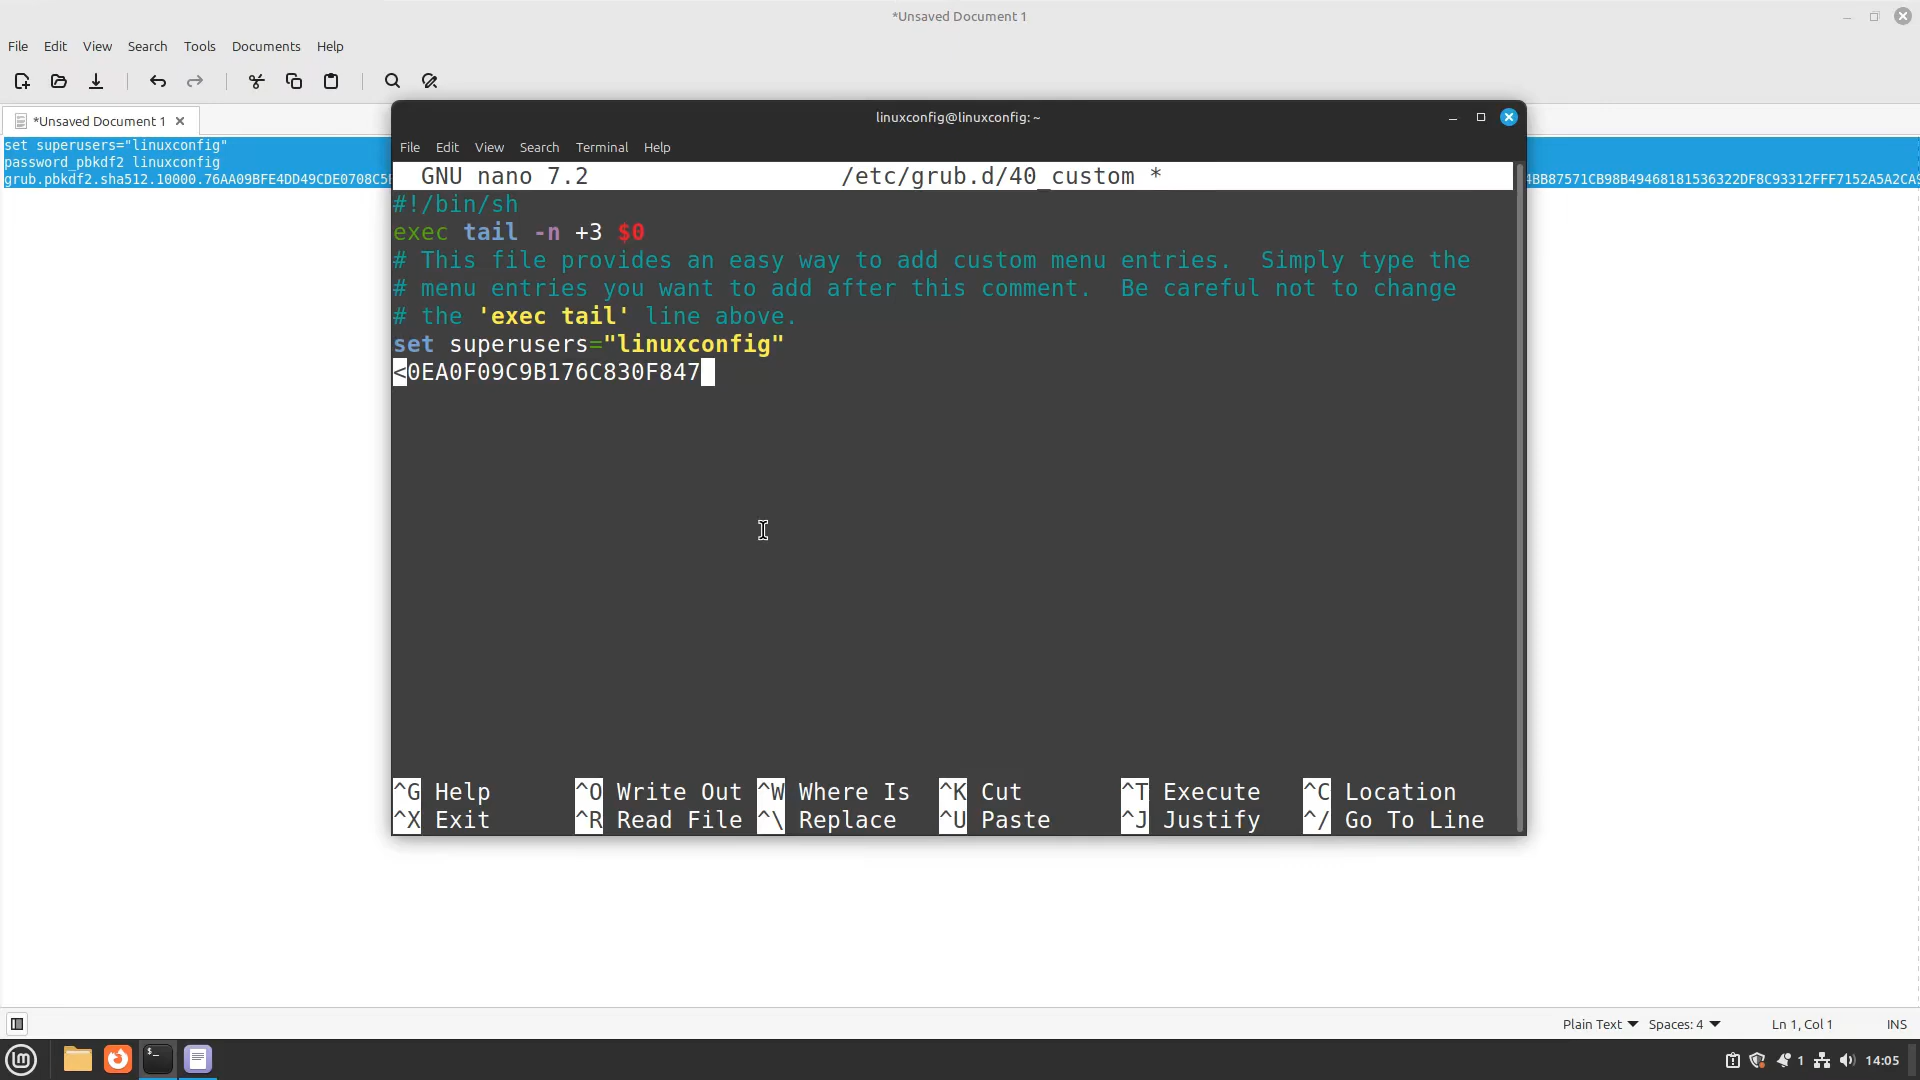 *Unsaved Document 1
File Edit View Search Tools Documents Help
*Unsaved Document 1
set superusers="linuxconfig"
password_pbkdf2 linuxconfig
grub.pbkdf2.sha512.10000.76AA09BFE4DD49CDE0708C5
BB87571CB98B49468181536322DF8C93312FFF7152A5A2CA
linuxconfig@linuxconfig: ~
File Edit View Search Terminal Help
GNU nano 7.2 /etc/grub.d/40_custom *
#!/bin/sh
exec tail -n +3 $0
# This file provides an easy way to add custom menu entries.  Simply type the
# menu entries you want to add after this comment.  Be careful not to change
# the 'exec tail' line above.
set superusers="linuxconfig"
<0EA0F09C9B176C830F847
^G Help ^O Write Out ^W Where Is ^K Cut ^T Execute ^C Location
^X Exit ^R Read File ^\ Replace ^U Paste ^J Justify ^/ Go To Line
Plain Text Spaces: 4 Ln 1, Col 1 INS
lm $_ 1 14:05